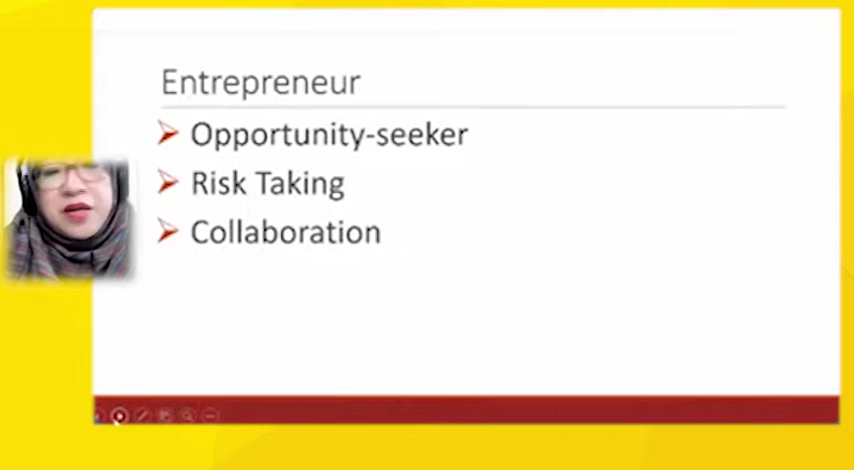 Entrepreneur
Opportunity-seeker
Risk Taking
Collaboration